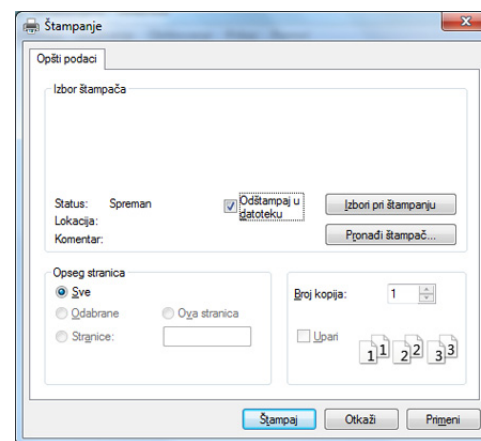 Štampanje
Opšti podaci
Izbor štampača
Status: Spreman
Odštampaj u
datoteku
Izbori pri štampanju
Lokacija:
Komentar:
Pronađi štampač...
Opseg stranica
Sve
Odabrane
Ova stranica
Stranice:
Broj kopija: 1
Upari
1 1 2 2 3 3
Štampaj
Otkaži
Primeni